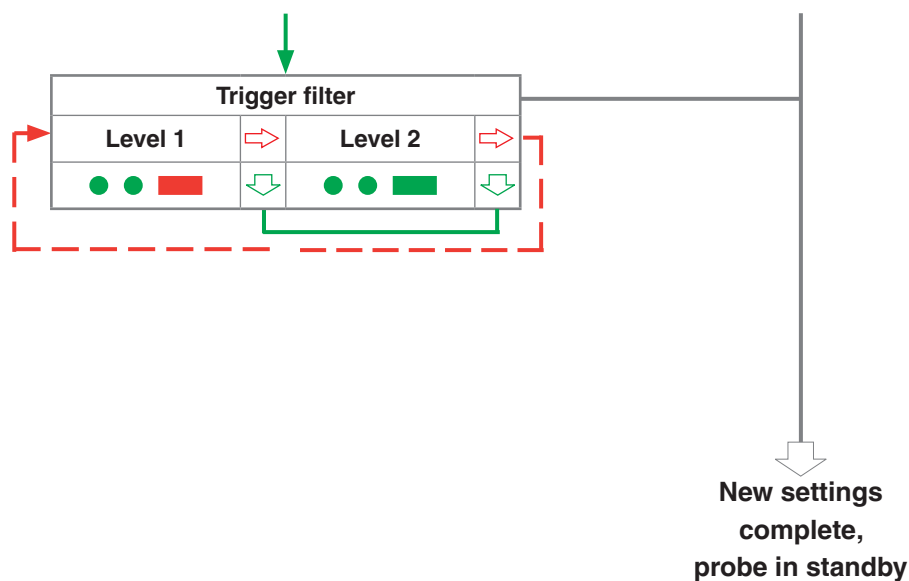 Trigger filter
Level 1
Level 2
New settings
complete,
probe in standby